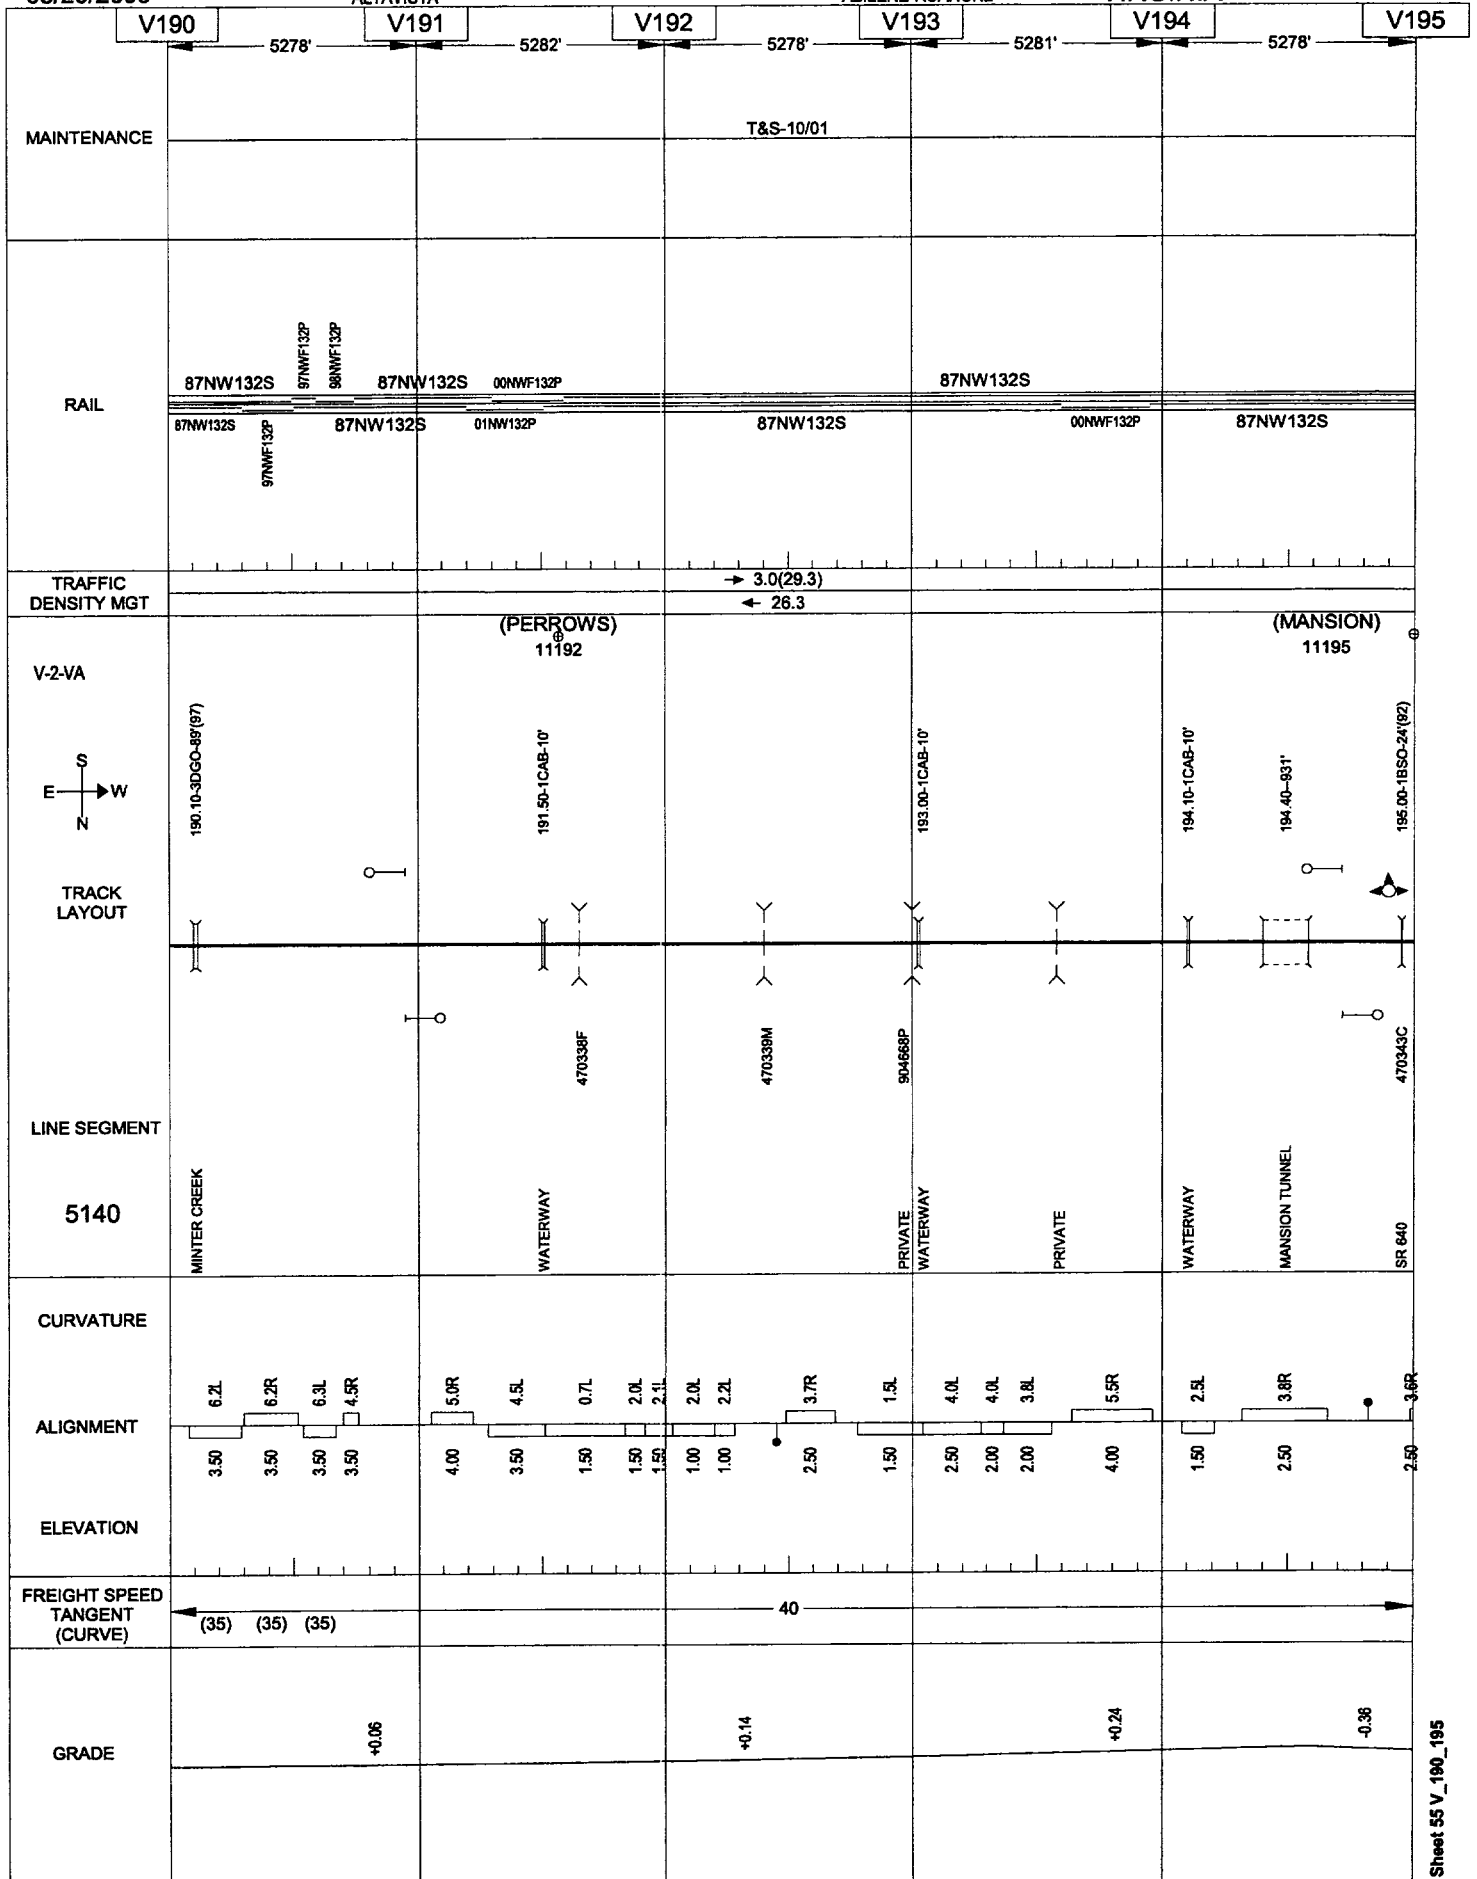 V190 V191 V192 V193 V194 V195
5278' 5282' 5278' 5281' 5278'
MAINTENANCE
T&S-10/01
RAIL
97NWF132P
98NWF132P
87NW132S 87NW132S 00NWF132P 87NW132S
87NW132S 87NW132S 01NW132P 87NW132S 00NWF132P 87NW132S
97NWF132P
TRAFFIC
DENSITY MGT
3.0(29.3)
26.3
(PERROWS)
11192
(MANSION)
11195
V-2-VA
S
E W
N
190.10-3DGO-89'(97)
191.50-1CAB-10'
193.00-1CAB-10'
194.10-1CAB-10'
194.40--931'
195.00-1BSO-24'(92)
TRACK
LAYOUT
470338F
470339M
904668P
470343C
LINE SEGMENT
5140
MINTER CREEK
WATERWAY
PRIVATE
WATERWAY
PRIVATE
WATERWAY
MANSION TUNNEL
SR 640
CURVATURE
6.2L 6.2R 6.3L 4.5R 5.0R 4.5L 0.7L 2.0L 2.1L 2.0L 2.2L 3.7R 1.5L 4.0L 4.0L 3.8L 5.5R 2.5L 3.8R 3.6R
ALIGNMENT
3.50 3.50 3.50 3.50 4.00 3.50 1.50 1.50 1.50 1.00 1.00 2.50 1.50 2.50 2.00 2.00 4.00 1.50 2.50 2.50
ELEVATION
FREIGHT SPEED
TANGENT
(CURVE)
40
(35) (35) (35)
GRADE
+0.06
+0.14
+0.24
-0.38
Sheet 55 V_190_195